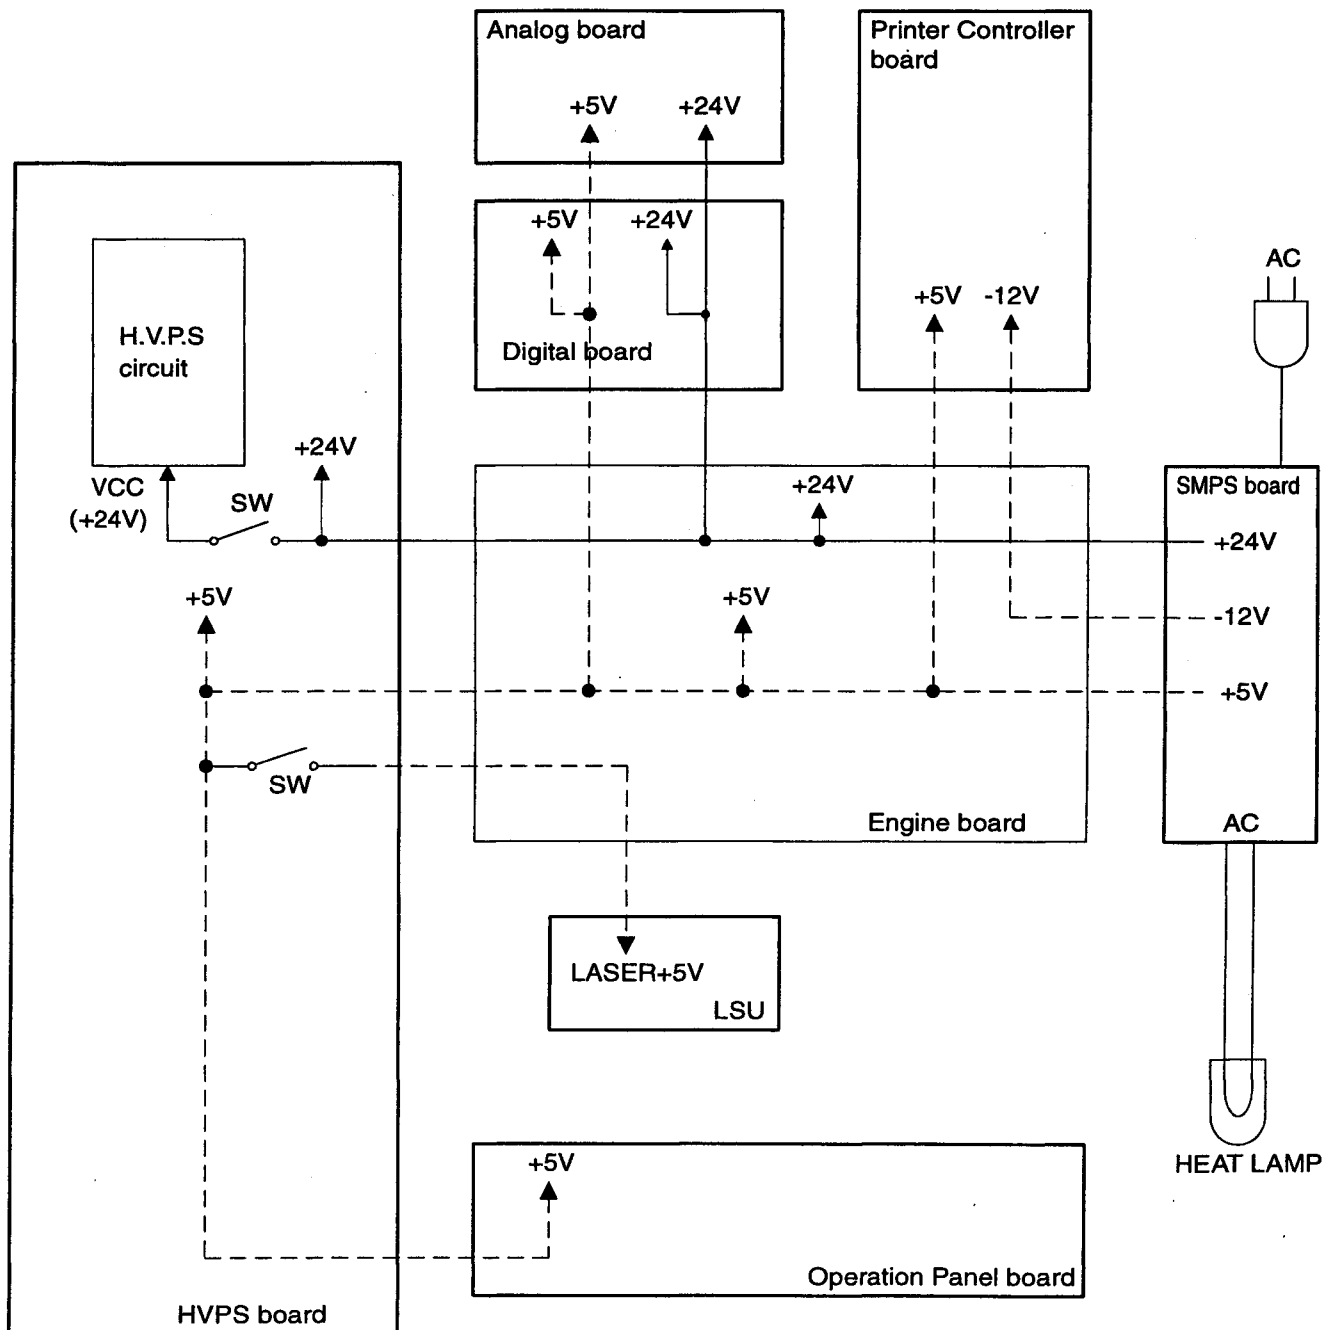 Analog board
+5V
+24V
Printer Controller
board
+5V
-12V
+5V
+24V
Digital board
AC
H.V.P.S
circuit
+24V
VCC
(+24V)
SW
+5V
SW
+24V
+5V
Engine board
SMPS board
+24V
-12V
+5V
AC
LASER+5V
LSU
HEAT LAMP
+5V
Operation Panel board
HVPS board